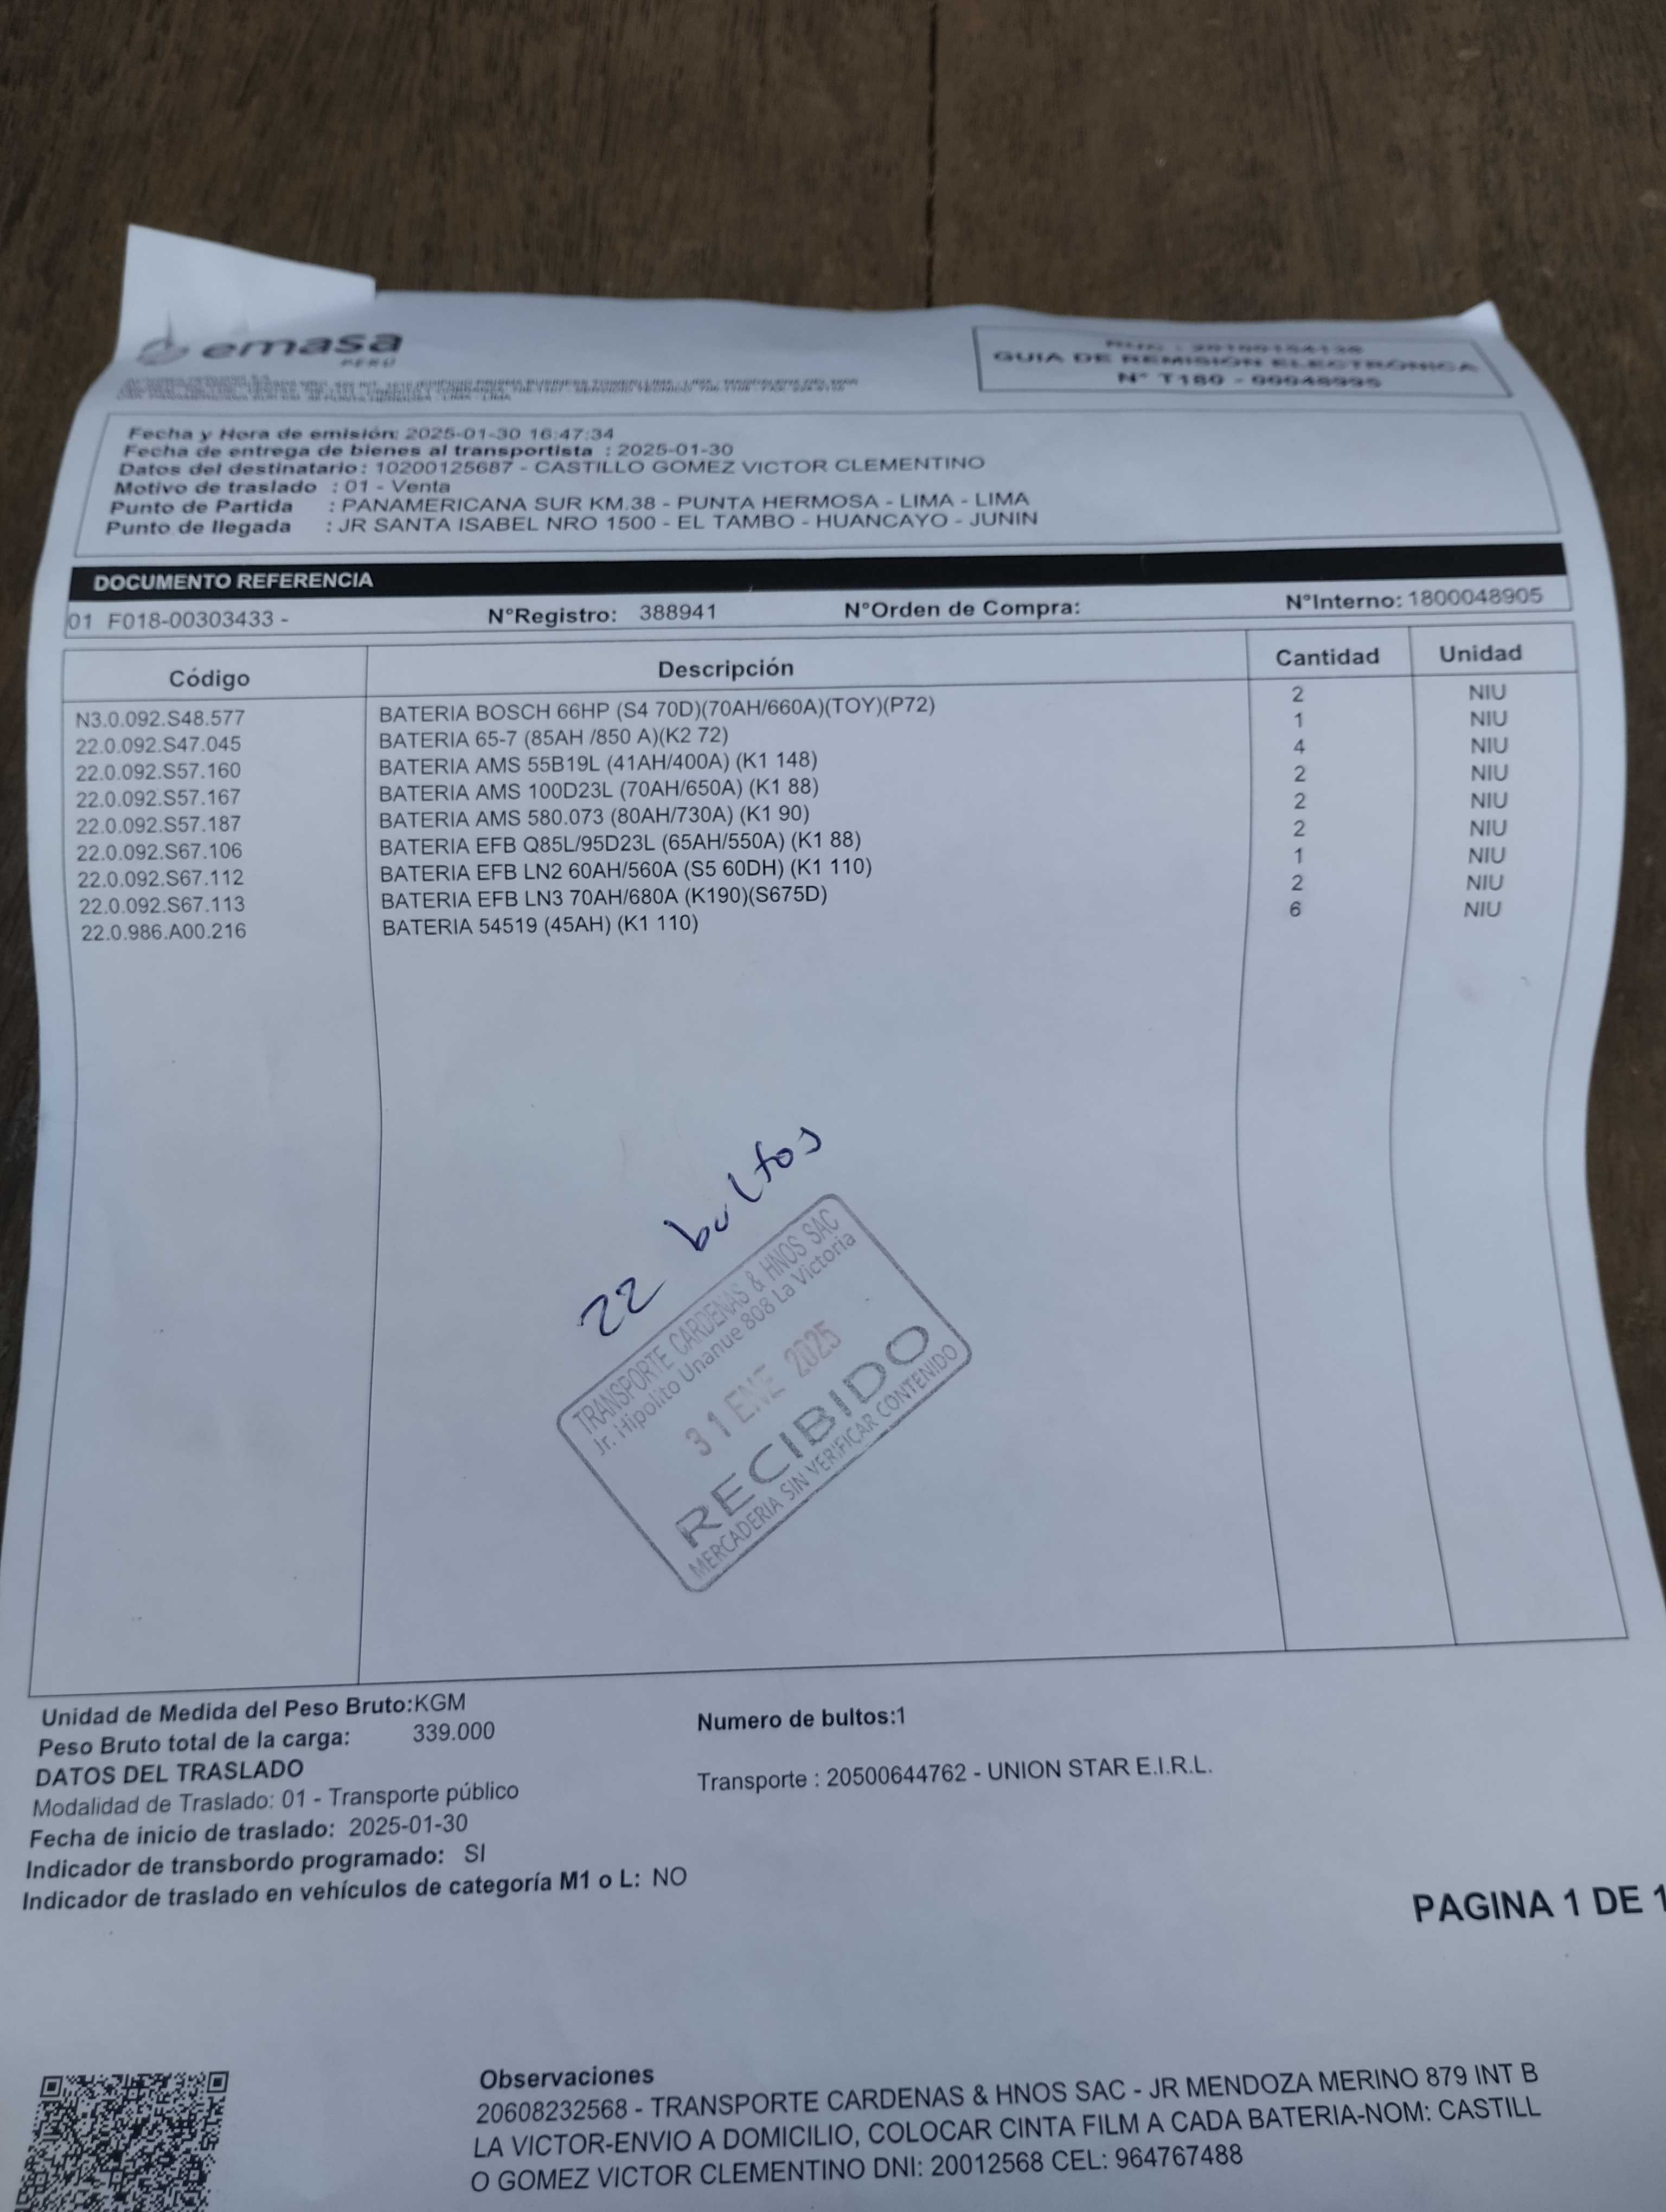 emasa
PERÚ
GUIA DE REMISIÓN ELECTRÓNICA
N° T180 - 00048905
Fecha y Hora de emisión: 2025-01-30 16:47:34
Fecha de entrega de bienes al transportista : 2025-01-30
Datos del destinatario: 10200125687 - CASTILLO GOMEZ VICTOR CLEMENTINO
Motivo de traslado : 01 - Venta
Punto de Partida : PANAMERICANA SUR KM.38 - PUNTA HERMOSA - LIMA - LIMA
Punto de llegada : JR SANTA ISABEL NRO 1500 - EL TAMBO - HUANCAYO - JUNIN
DOCUMENTO REFERENCIA
01 F018-00303433 - N°Registro: 388941 N°Orden de Compra: N°Interno: 1800048905
Código Descripción Cantidad Unidad
N3.0.092.S48.577 BATERIA BOSCH 66HP (S4 70D)(70AH/660A)(TOY)(P72) 2 NIU
22.0.092.S47.045 BATERIA 65-7 (85AH /850 A)(K2 72) 1 NIU
22.0.092.S57.160 BATERIA AMS 55B19L (41AH/400A) (K1 148) 4 NIU
22.0.092.S57.167 BATERIA AMS 100D23L (70AH/650A) (K1 88) 2 NIU
22.0.092.S57.187 BATERIA AMS 580.073 (80AH/730A) (K1 90) 2 NIU
22.0.092.S67.106 BATERIA EFB Q85L/95D23L (65AH/550A) (K1 88) 2 NIU
22.0.092.S67.112 BATERIA EFB LN2 60AH/560A (S5 60DH) (K1 110) 1 NIU
22.0.092.S67.113 BATERIA EFB LN3 70AH/680A (K190)(S675D) 2 NIU
22.0.986.A00.216 BATERIA 54519 (45AH) (K1 110) 6 NIU
22 bultos
TRANSPORTE CARDENAS & HNOS SAC
Jr. Hipolito Unanue 808 La Victoria
31 ENE 2025
RECIBIDO
MERCADERIA SIN VERIFICAR CONTENIDO
Unidad de Medida del Peso Bruto:KGM
Peso Bruto total de la carga: 339.000 Numero de bultos:1
DATOS DEL TRASLADO
Modalidad de Traslado: 01 - Transporte público Transporte : 20500644762 - UNION STAR E.I.R.L.
Fecha de inicio de traslado: 2025-01-30
Indicador de transbordo programado: SI
Indicador de traslado en vehículos de categoría M1 o L: NO
PAGINA 1 DE 1
Observaciones
20608232568 - TRANSPORTE CARDENAS & HNOS SAC - JR MENDOZA MERINO 879 INT B
LA VICTOR-ENVIO A DOMICILIO, COLOCAR CINTA FILM A CADA BATERIA-NOM: CASTILL
O GOMEZ VICTOR CLEMENTINO DNI: 20012568 CEL: 964767488